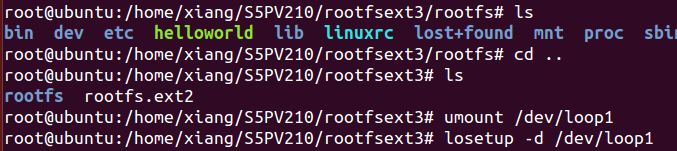 root@ubuntu:/home/xiang/S5PV210/rootfsext3/rootfs# ls
bin dev etc helloworld lib linuxrc lost+found mnt proc sbi
root@ubuntu:/home/xiang/S5PV210/rootfsext3/rootfs# cd ..
root@ubuntu:/home/xiang/S5PV210/rootfsext3# ls
rootfs rootfs.ext2
root@ubuntu:/home/xiang/S5PV210/rootfsext3# umount /dev/loop1
root@ubuntu:/home/xiang/S5PV210/rootfsext3# losetup -d /dev/loop1